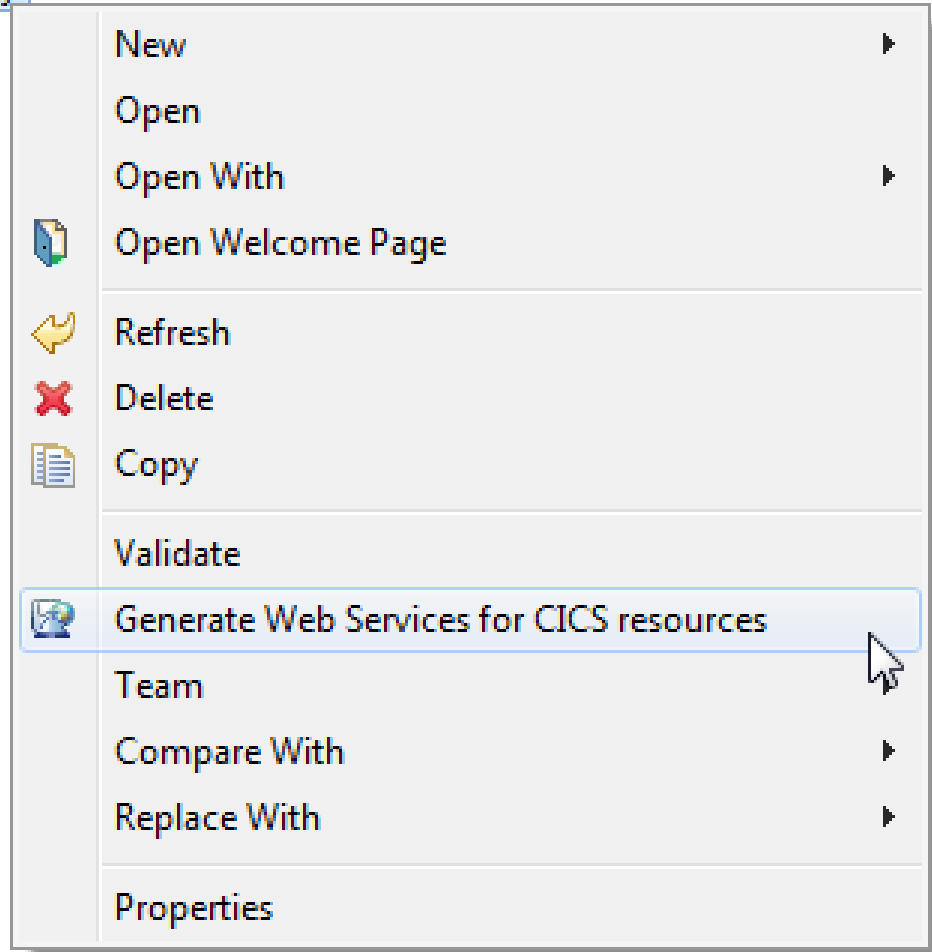 New
Open
Open With
Open Welcome Page
Refresh
Delete
Copy
Validate
Generate Web Services for CICS resources
Team
Compare With
Replace With
Properties